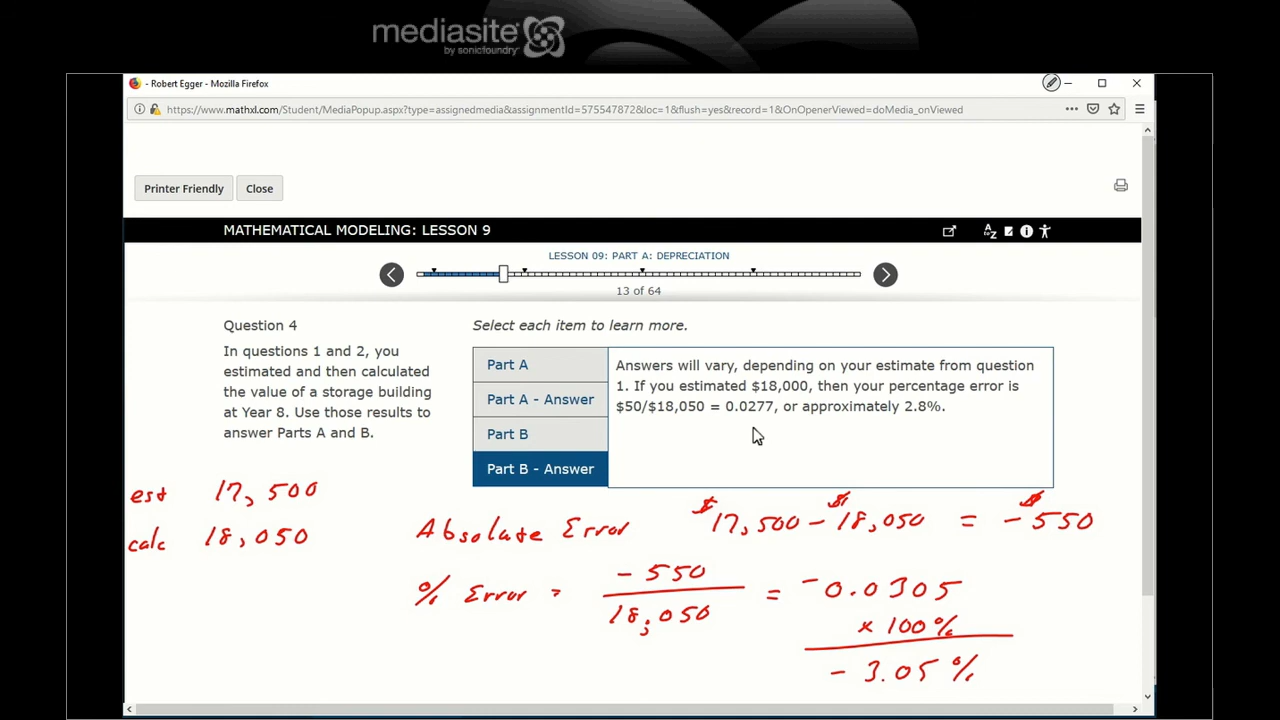 mediasite
by sonicfoundry
- Robert Egger - Mozilla Firefox
https://www.mathxl.com/Student/MediaPopup.aspx?type=assignedmedia&assignmentId=575547872&loc=1&flush=yes&record=1&OnOpenerViewed=doMedia_onViewed
Printer Friendly Close
MATHEMATICAL MODELING: LESSON 9
LESSON 09: PART A: DEPRECIATION
13 of 64
Question 4
In questions 1 and 2, you
estimated and then calculated
the value of a storage building
at Year 8. Use those results to
answer Parts A and B.
Select each item to learn more.
Part A
Part A - Answer
Part B
Part B - Answer
Answers will vary, depending on your estimate from question
1. If you estimated $18,000, then your percentage error is
$50/$18,050 = 0.0277, or approximately 2.8%.
est 17,500
calc 18,050
Absolute Error $17,500 - $18,050 = -$550
% Error = -550 / 18,050 = -0.0305
x 100%
- 3.05 %